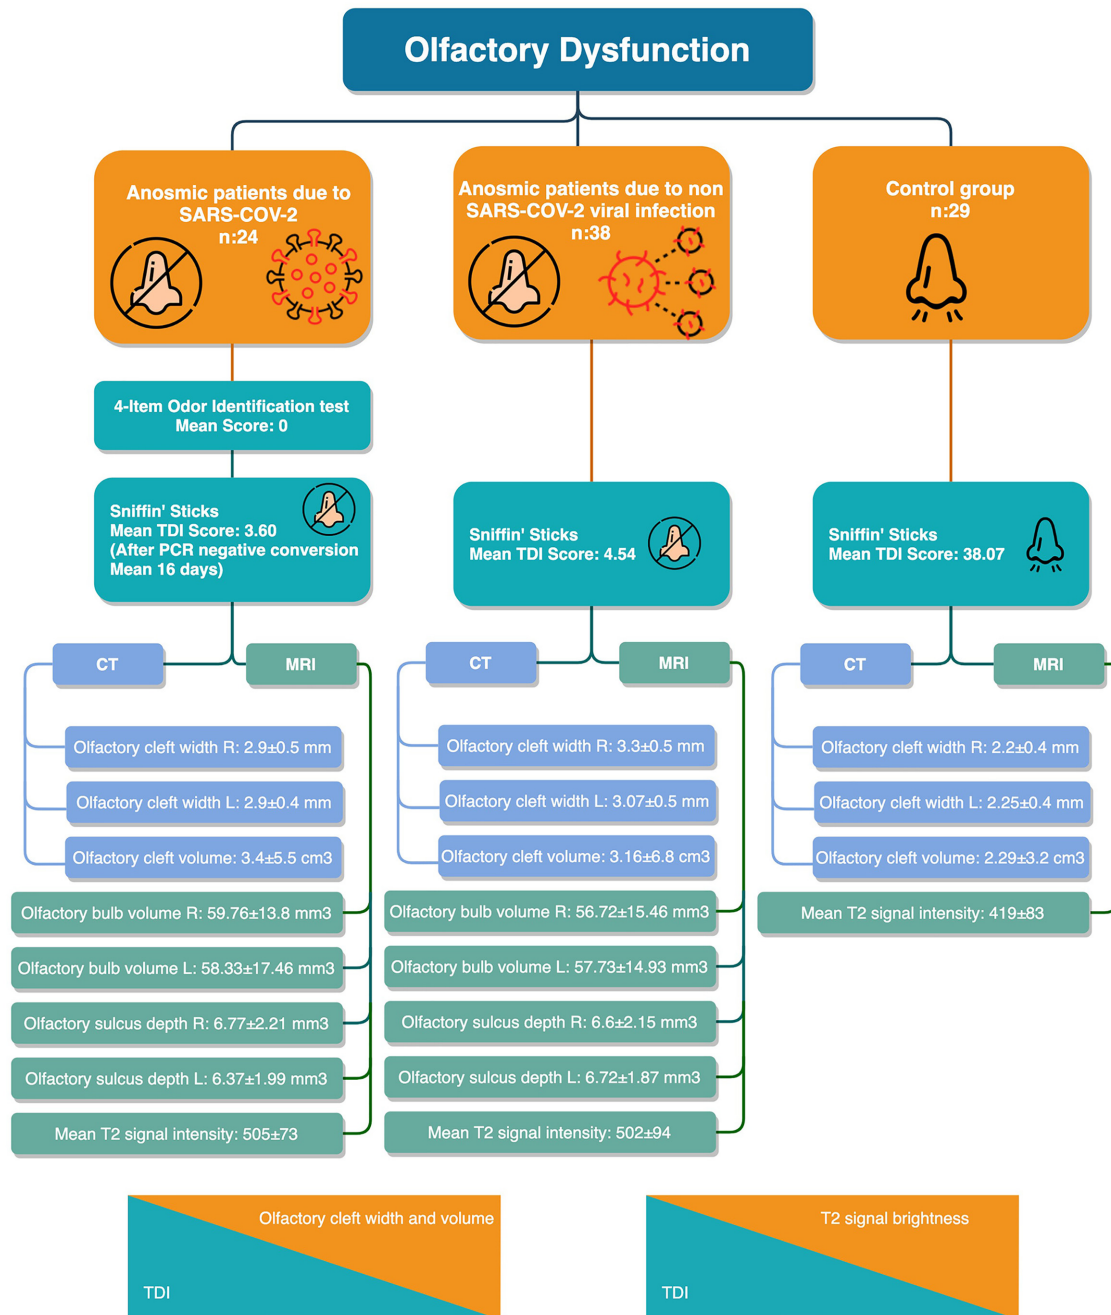 Olfactory Dysfunction
Anosmic patients due to
SARS-COV-2
n:24
Anosmic patients due to non
SARS-COV-2 viral infection
n:38
Control group
n:29
4-Item Odor Identification test
Mean Score: 0
Sniffin' Sticks
Mean TDI Score: 3.60
(After PCR negative conversion
Mean 16 days)
Sniffin' Sticks
Mean TDI Score: 4.54
Sniffin' Sticks
Mean TDI Score: 38.07
CT
MRI
Olfactory cleft width R: 2.9±0.5 mm
Olfactory cleft width L: 2.9±0.4 mm
Olfactory cleft volume: 3.4±5.5 cm3
Olfactory bulb volume R: 59.76±13.8 mm3
Olfactory bulb volume L: 58.33±17.46 mm3
Olfactory sulcus depth R: 6.77±2.21 mm3
Olfactory sulcus depth L: 6.37±1.99 mm3
Mean T2 signal intensity: 505±73
CT
MRI
Olfactory cleft width R: 3.3±0.5 mm
Olfactory cleft width L: 3.07±0.5 mm
Olfactory cleft volume: 3.16±6.8 cm3
Olfactory bulb volume R: 56.72±15.46 mm3
Olfactory bulb volume L: 57.73±14.93 mm3
Olfactory sulcus depth R: 6.6±2.15 mm3
Olfactory sulcus depth L: 6.72±1.87 mm3
Mean T2 signal intensity: 502±94
CT
MRI
Olfactory cleft width R: 2.2±0.4 mm
Olfactory cleft width L: 2.25±0.4 mm
Olfactory cleft volume: 2.29±3.2 cm3
Mean T2 signal intensity: 419±83
Olfactory cleft width and volume
TDI
T2 signal brightness
TDI